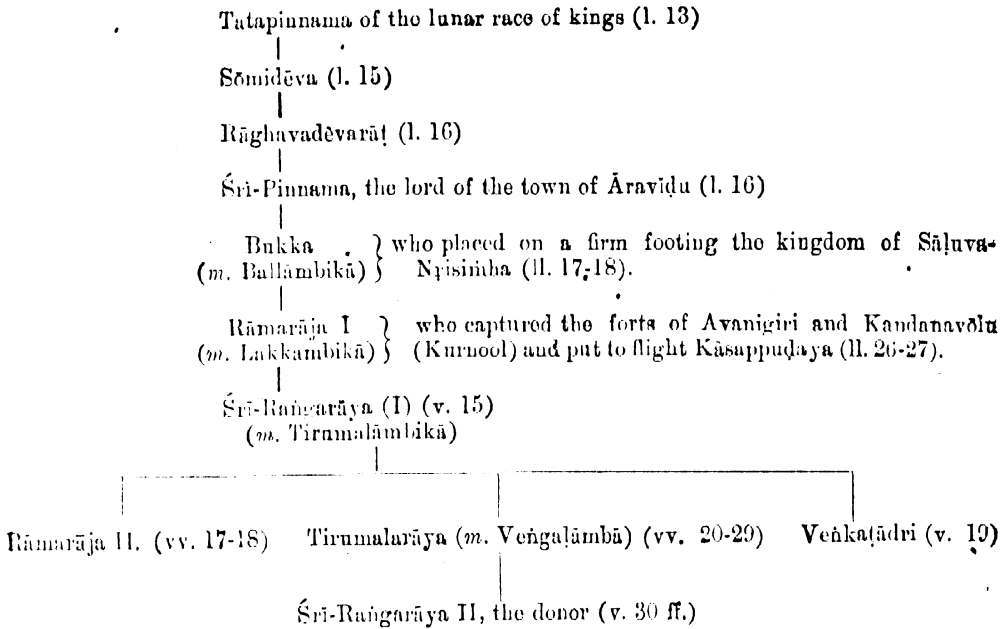 Tatapinnama of the lunar race of kings (l. 13)
Sōmidēva (l. 15)
Rāghavadēvarāṭ (l. 16)
Śrī-Pinnama, the lord of the town of Āravīḍu (l. 16)
Bukka } who placed on a firm footing the kingdom of Sāḷuva-
(m. Ballāmbikā) } Nṛisiṁha (ll. 17-18).
Rāmarāja I } who captured the forts of Avanigiri and Kandanavōlu
(m. Lakkāmbikā) } (Kurnool) and put to flight Kāsappuḍaya (ll. 26-27).
Śrī-Raṅgarāya (I) (v. 15)
(m. Tirumalāmbikā)
Rāmarāja II. (vv. 17-18) Tirumalarāya (m. Veṅgaḷāmbā) (vv. 20-29) Veṅkaṭādri (v. 19)
Śrī-Raṅgarāya II, the donor (v. 30 ff.)